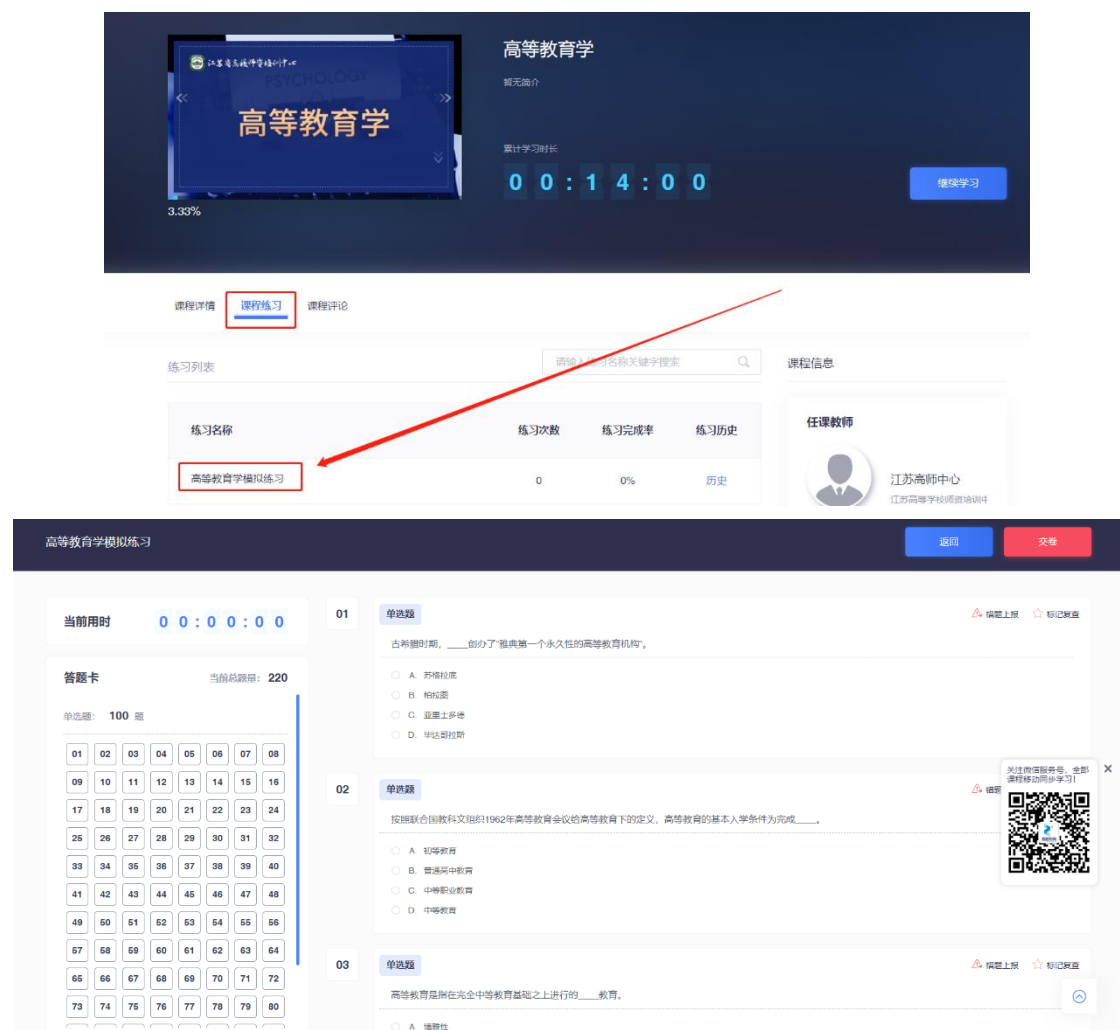 高等教育学
暂无简介
江苏省高校师资培训中心
PSYCHOLOGY
高等教育学
累计学习时长
00:14:00
继续学习
3.33%
课程详情 课程练习 课程评论
练习列表
请输入练习名称关键字搜索
课程信息
练习名称 练习次数 练习完成率 练习历史
任课教师
高等教育学模拟练习 0 0% 历史
江苏高师中心
江苏高等学校师资培训中
高等教育学模拟练习
返回 交卷
当前用时 00:00:00
答题卡 当前总题量: 220
单选题: 100 题
01 02 03 04 05 06 07 08
09 10 11 12 13 14 15 16
17 18 19 20 21 22 23 24
25 26 27 28 29 30 31 32
33 34 35 36 37 38 39 40
41 42 43 44 45 46 47 48
49 50 51 52 53 54 55 56
57 58 59 60 61 62 63 64
65 66 67 68 69 70 71 72
73 74 75 76 77 78 79 80
01 单选题 错题上报 标记复查
古希腊时期，____创办了“雅典第一个永久性的高等教育机构”。
A. 苏格拉底
B. 柏拉图
C. 亚里士多德
D. 毕达哥拉斯
关注微信服务号，全部
课程移动同步学习！
02 单选题 错题
按照联合国教科文组织1962年高等教育会议给高等教育下的定义，高等教育的基本入学条件为完成____。
A. 初等教育
B. 普通高中教育
C. 中等职业教育
D. 中等教育
03 单选题 错题上报 标记复查
高等教育是指在完全中等教育基础之上进行的____教育。
A. 博雅性